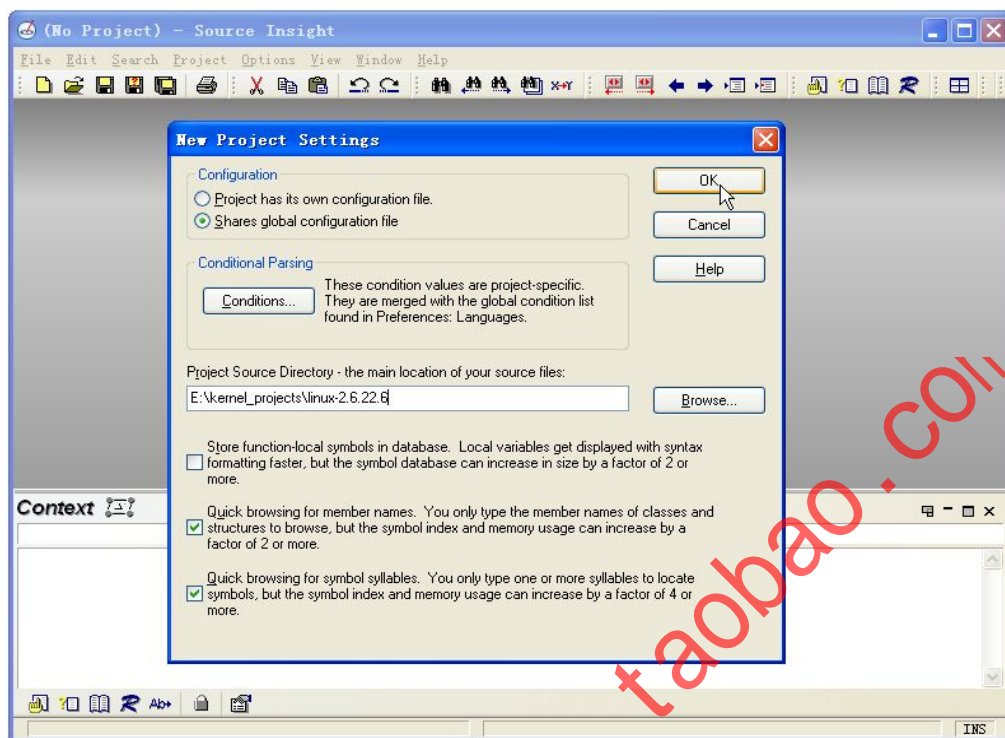 (No Project) - Source Insight
File Edit Search Project Options View Window Help
New Project Settings
Configuration
Project has its own configuration file.
Shares global configuration file
OK
Cancel
Help
Conditional Parsing
Conditions...
These condition values are project-specific.
They are merged with the global condition list
found in Preferences: Languages.
Project Source Directory - the main location of your source files:
E:\kernel_projects\linux-2.6.22.6
Browse...
Store function-local symbols in database. Local variables get displayed with syntax
formatting faster, but the symbol database can increase in size by a factor of 2 or
more.
Quick browsing for member names. You only type the member names of classes and
structures to browse, but the symbol index and memory usage can increase by a
factor of 2 or more.
Quick browsing for symbol syllables. You only type one or more syllables to locate
symbols, but the symbol index and memory usage can increase by a factor of 4 or
more.
Context
Ab
INS
taobao.com